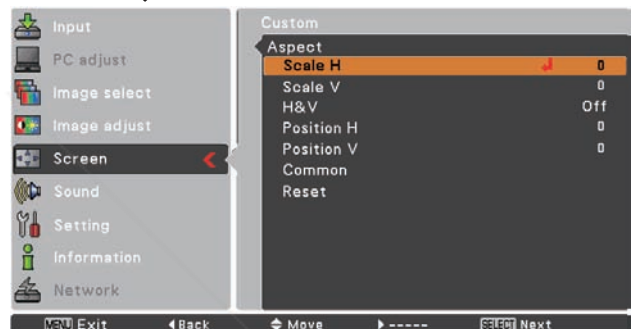 Input
PC adjust
Image select
Image adjust
Screen
Sound
Setting
Information
Network
Custom
Aspect
Scale H 0
Scale V 0
H&V Off
Position H 0
Position V 0
Common
Reset
MENU Exit ◀Back Move ▶----- SELECT Next